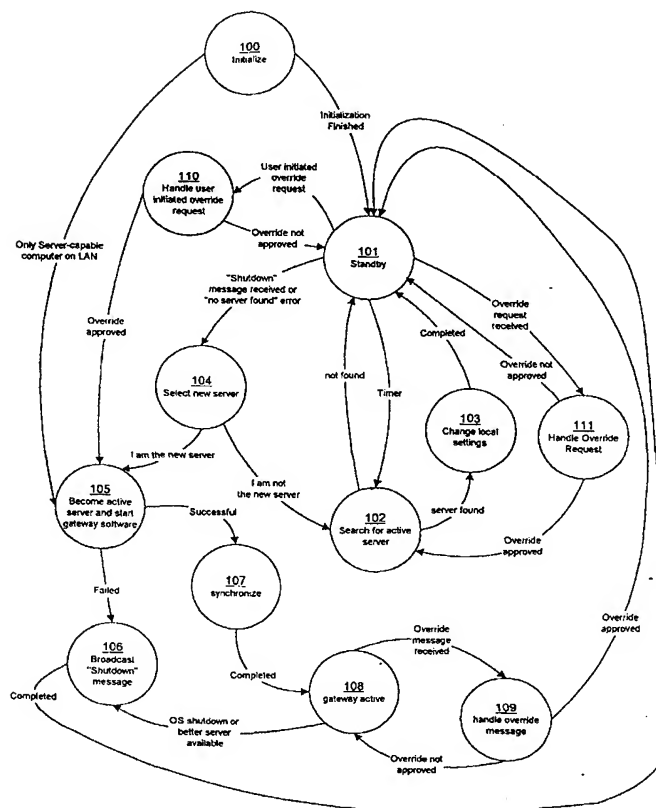 100
Initialize
Initialization
Finished
User initiated
override
request
110
Handle user
initiated override
request
Override not
approved
101
Standby
Only Server-capable
computer on LAN
"Shutdown"
message received or
"no server found" error
Override
request
received
Override
approved
Completed
Override not
approved
not found
Timer
104
Select new server
103
Change local
settings
111
Handle Override
Request
I am the new server
I am not
the new server
105
Become active
server and start
gateway software
Successful
102
Search for active
server
server found
Override
approved
107
synchronize
Failed
Override
message
received
Override
approved
106
Broadcast
"Shutdown"
message
Completed
Completed
108
gateway active
109
handle override
message
OS shutdown or
better server
available
Override not
approved